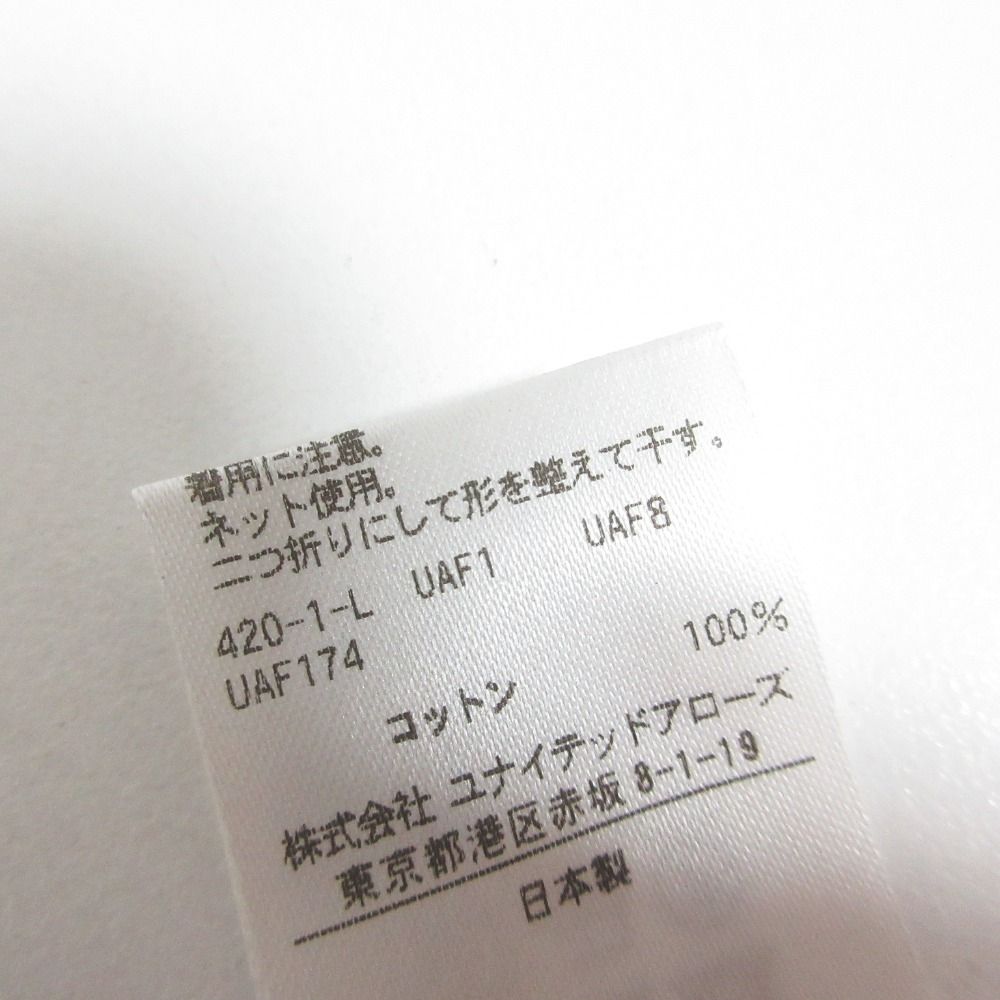 着用に注意。
ネット使用。
二つ折りにして形を整えて干す。
420-1-L UAF1 UAF8
UAF174
コットン 100%
株式会社 ユナイテッドアローズ
東京都港区赤坂8-1-19
日本製